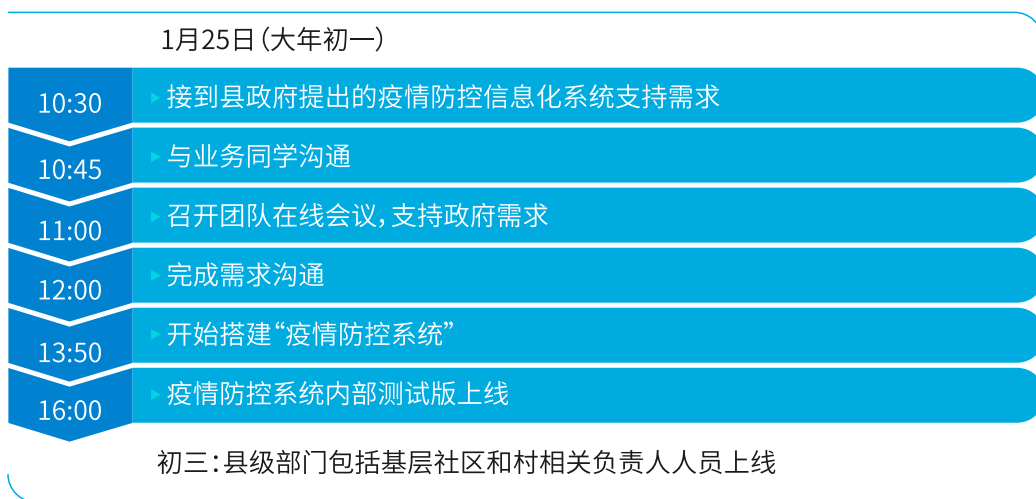 1月25日（大年初一）
10:30
接到县政府提出的疫情防控信息化系统支持需求
10:45
与业务同学沟通
11:00
召开团队在线会议，支持政府需求
12:00
完成需求沟通
13:50
开始搭建“疫情防控系统”
16:00
疫情防控系统内部测试版上线
初三：县级部门包括基层社区和村相关负责人人员上线